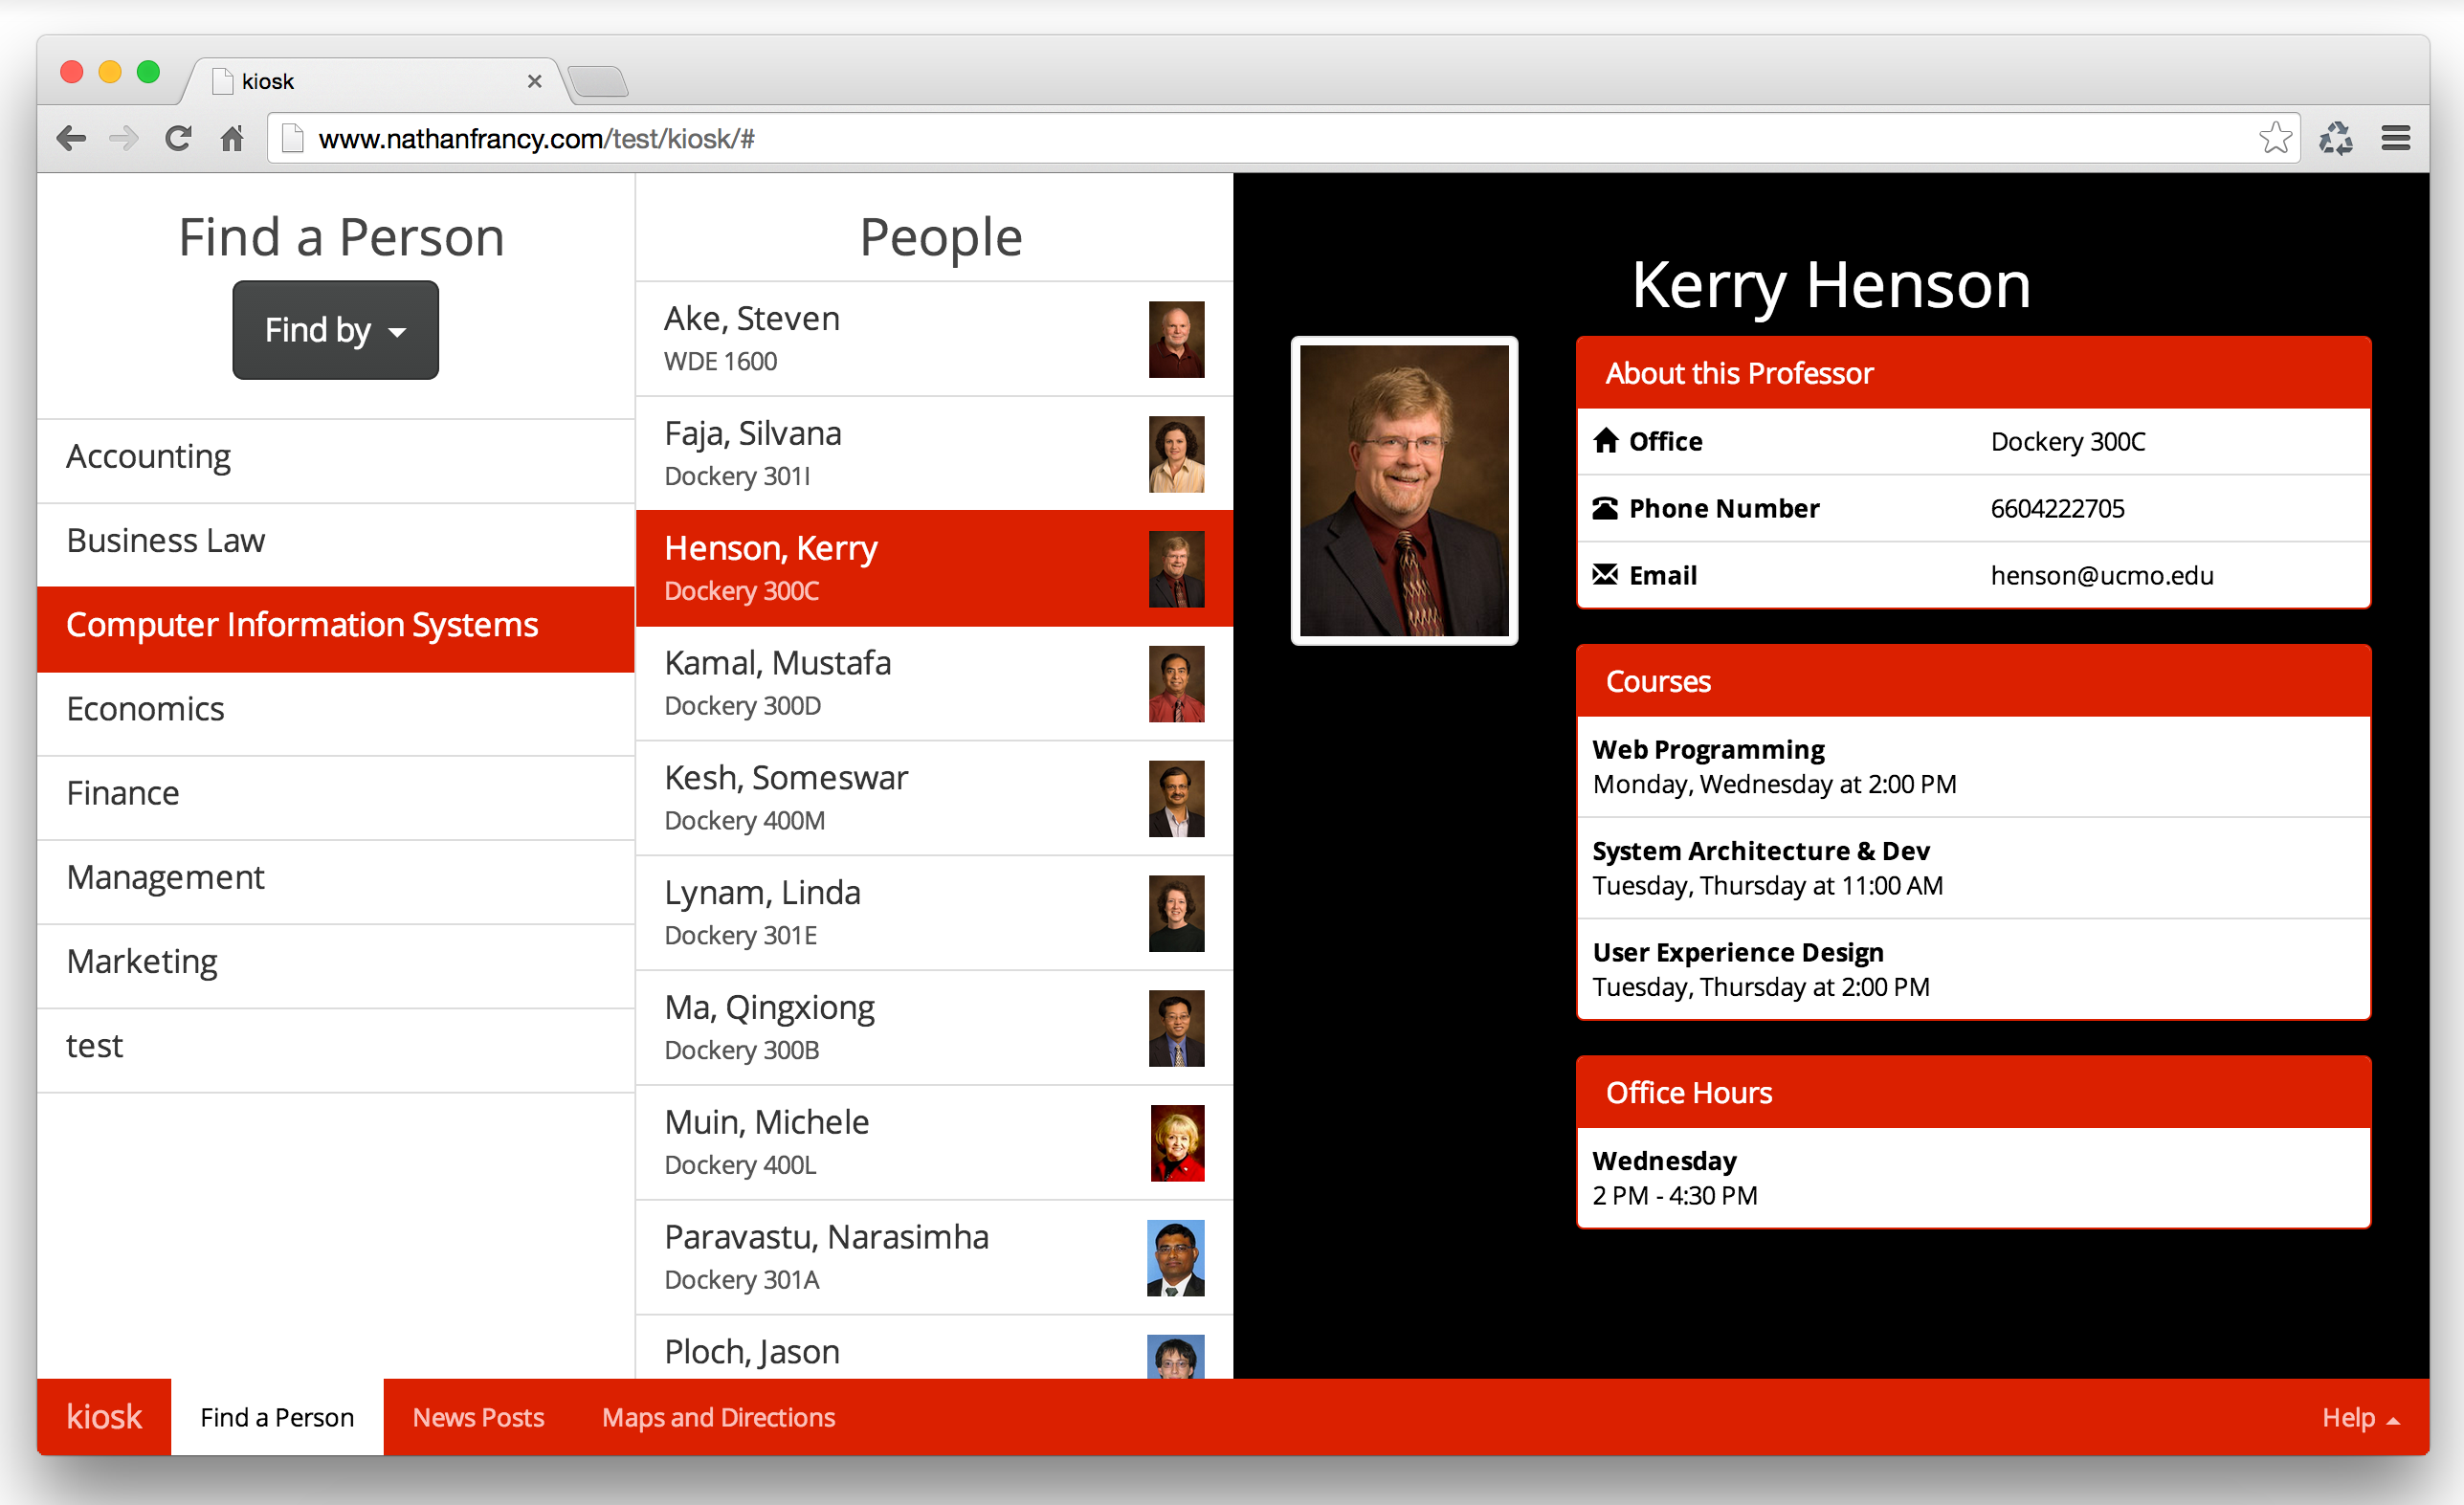 kiosk
www.nathanfrancy.com/test/kiosk/#
Find a Person
Find by
Accounting
Business Law
Computer Information Systems
Economics
Finance
Management
Marketing
test
People
Ake, Steven
WDE 1600
Faja, Silvana
Dockery 301I
Henson, Kerry
Dockery 300C
Kamal, Mustafa
Dockery 300D
Kesh, Someswar
Dockery 400M
Lynam, Linda
Dockery 301E
Ma, Qingxiong
Dockery 300B
Muin, Michele
Dockery 400L
Paravastu, Narasimha
Dockery 301A
Ploch, Jason
Kerry Henson
About this Professor
Office Dockery 300C
Phone Number 6604222705
Email henson@ucmo.edu
Courses
Web Programming
Monday, Wednesday at 2:00 PM
System Architecture & Dev
Tuesday, Thursday at 11:00 AM
User Experience Design
Tuesday, Thursday at 2:00 PM
Office Hours
Wednesday
2 PM - 4:30 PM
kiosk Find a Person News Posts Maps and Directions Help